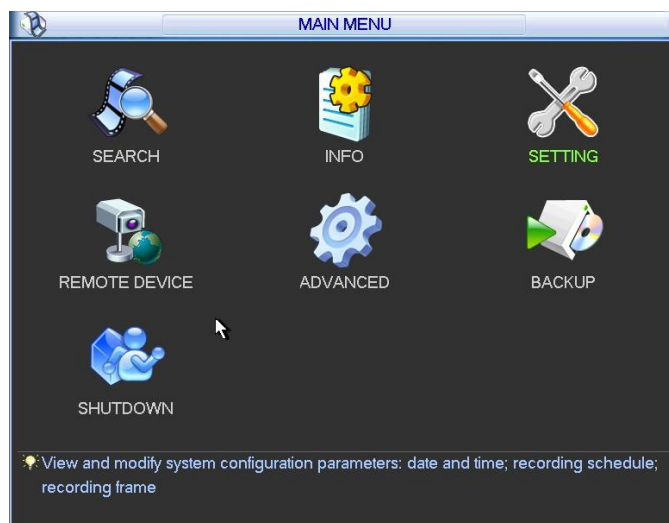 MAIN MENU
SEARCH
INFO
SETTING
REMOTE DEVICE
ADVANCED
BACKUP
SHUTDOWN
View and modify system configuration parameters: date and time; recording schedule;
recording frame